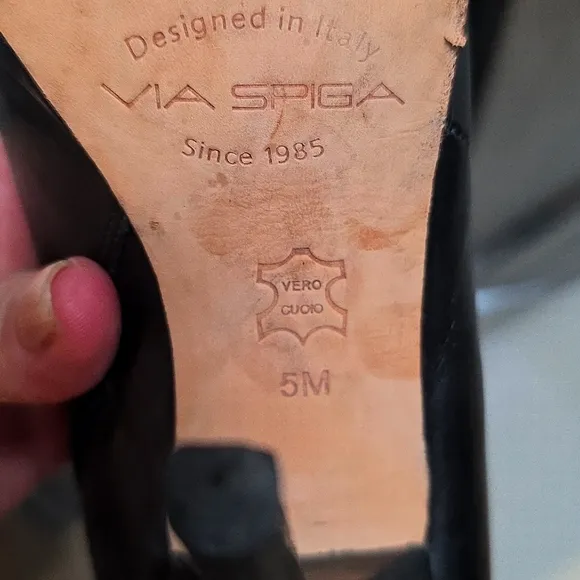 Designed in Italy
VIA SPIGA
Since 1985
VERO
CUOIO
5M